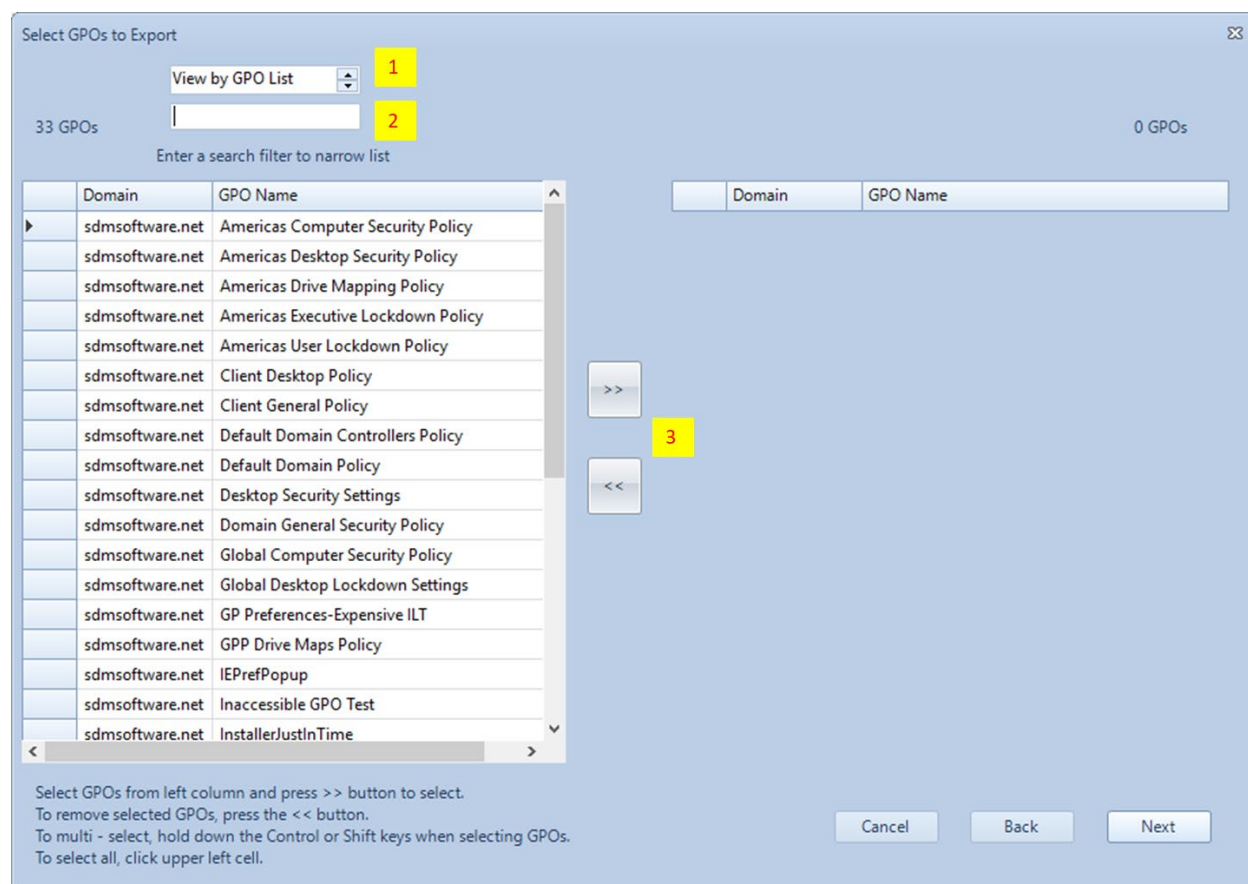 Select GPOs to Export
View by GPO List
1
2
33 GPOs
0 GPOs
Enter a search filter to narrow list
Domain GPO Name
Domain GPO Name
sdmsoftware.net Americas Computer Security Policy
sdmsoftware.net Americas Desktop Security Policy
sdmsoftware.net Americas Drive Mapping Policy
sdmsoftware.net Americas Executive Lockdown Policy
sdmsoftware.net Americas User Lockdown Policy
sdmsoftware.net Client Desktop Policy
sdmsoftware.net Client General Policy
sdmsoftware.net Default Domain Controllers Policy
sdmsoftware.net Default Domain Policy
sdmsoftware.net Desktop Security Settings
sdmsoftware.net Domain General Security Policy
sdmsoftware.net Global Computer Security Policy
sdmsoftware.net Global Desktop Lockdown Settings
sdmsoftware.net GP Preferences-Expensive ILT
sdmsoftware.net GPP Drive Maps Policy
sdmsoftware.net IEPrefPopup
sdmsoftware.net Inaccessible GPO Test
sdmsoftware.net InstallerJustInTime
>>
3
<<
Select GPOs from left column and press >> button to select.
To remove selected GPOs, press the << button.
To multi - select, hold down the Control or Shift keys when selecting GPOs.
To select all, click upper left cell.
Cancel
Back
Next